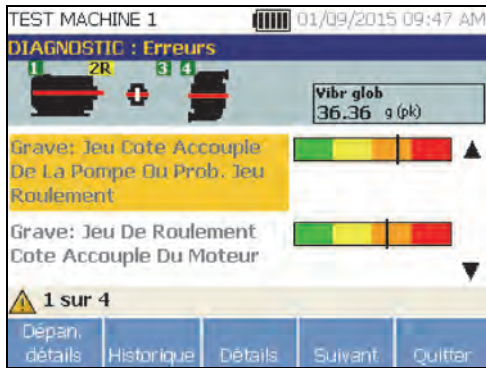 TEST MACHINE 1 01/09/2015 09:47 AM
DIAGNOSTIC : Erreurs
1 2R 3 4
Vibr glob
36.36 g (pk)
Grave: Jeu Cote Accouple
De La Pompe Ou Prob. Jeu
Roulement
Grave: Jeu De Roulement
Cote Accouple Du Moteur
1 sur 4
Dépan.
détails Historique Détails Suivant Quitter